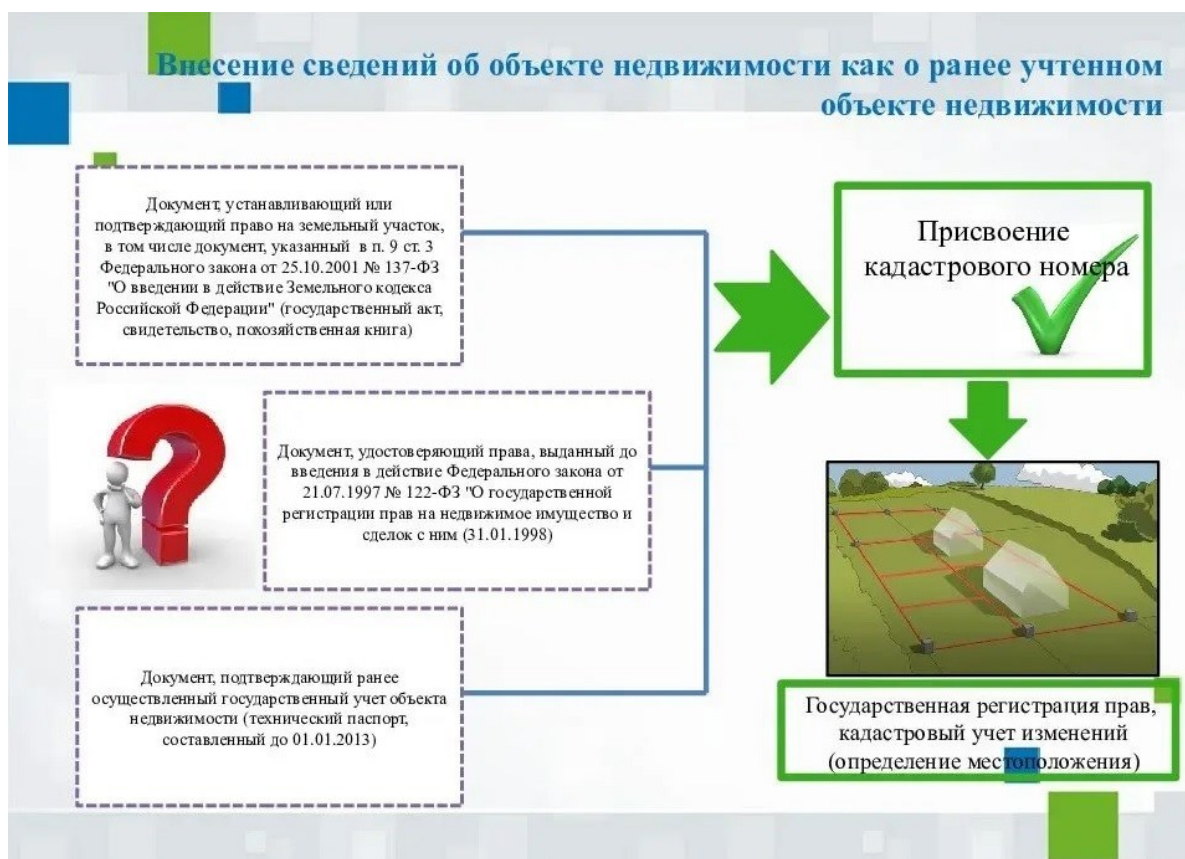 Внесение сведений об объекте недвижимости как о ранее учтенном
объекте недвижимости
Документ, устанавливающий или
подтверждающий право на земельный участок,
в том числе документ, указанный в п. 9 ст. 3
Федерального закона от 25.10.2001 № 137-ФЗ
"О введении в действие Земельного кодекса
Российской Федерации" (государственный акт,
свидетельство, похозяйственная книга)
Документ, удостоверяющий права, выданный до
введения в действие Федерального закона от
21.07.1997 № 122-ФЗ "О государственной
регистрации прав на недвижимое имущество и
сделок с ним (31.01.1998)
Документ, подтверждающий ранее
осуществленный государственный учет объекта
недвижимости (технический паспорт,
составленный до 01.01.2013)
Присвоение
кадастрового номера
Государственная регистрация прав,
кадастровый учет изменений
(определение местоположения)